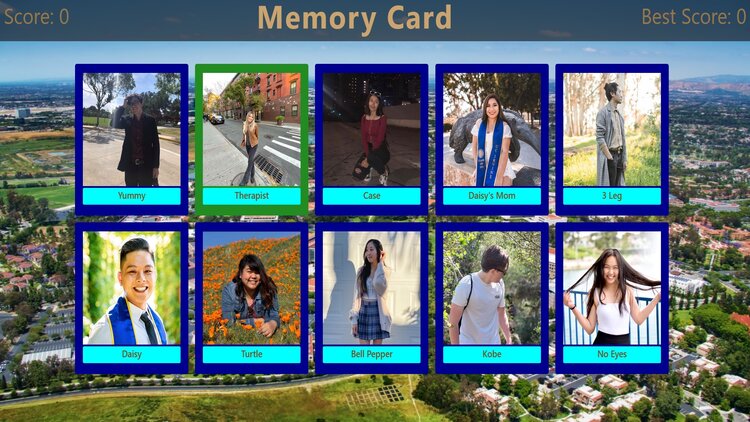 Score: 0
Memory Card
Best Score: 0
Yummy
Therapist
Case
Daisy's Mom
3 Leg
Daisy
Turtle
Bell Pepper
Kobe
No Eyes